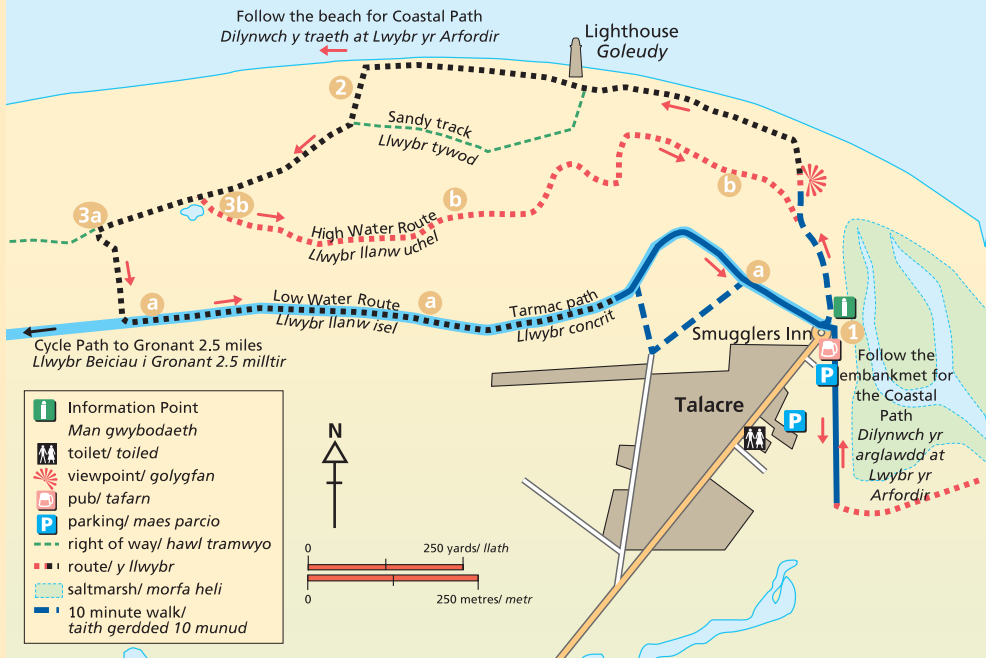 Follow the beach for Coastal Path
Dilynwch y traeth at Lwybr yr Arfordir
Lighthouse
Goleudy
2
Sandy track
Llwybr tywod
3a
3b
b
b
High Water Route
Llwybr llanw uchel
a
a
a
Low Water Route
Llwybr llanw isel
Tarmac path
Llwybr concrit
Cycle Path to Gronant 2.5 miles
Llwybr Beiciau i Gronant 2.5 milltir
Smugglers Inn
i
1
P
Follow the
embankmet for
the Coastal
Path
Dilynwch yr
arglawdd at
Lwybr yr
Arfordir
Talacre
P
i
Information Point
Man gwybodaeth
toilet/ toiled
viewpoint/ golygfan
pub/ tafarn
P
parking/ maes parcio
right of way/ hawl tramwyo
route/ y llwybr
saltmarsh/ morfa heli
10 minute walk/
taith gerdded 10 munud
N
0
250 yards/ llath
0
250 metres/ metr